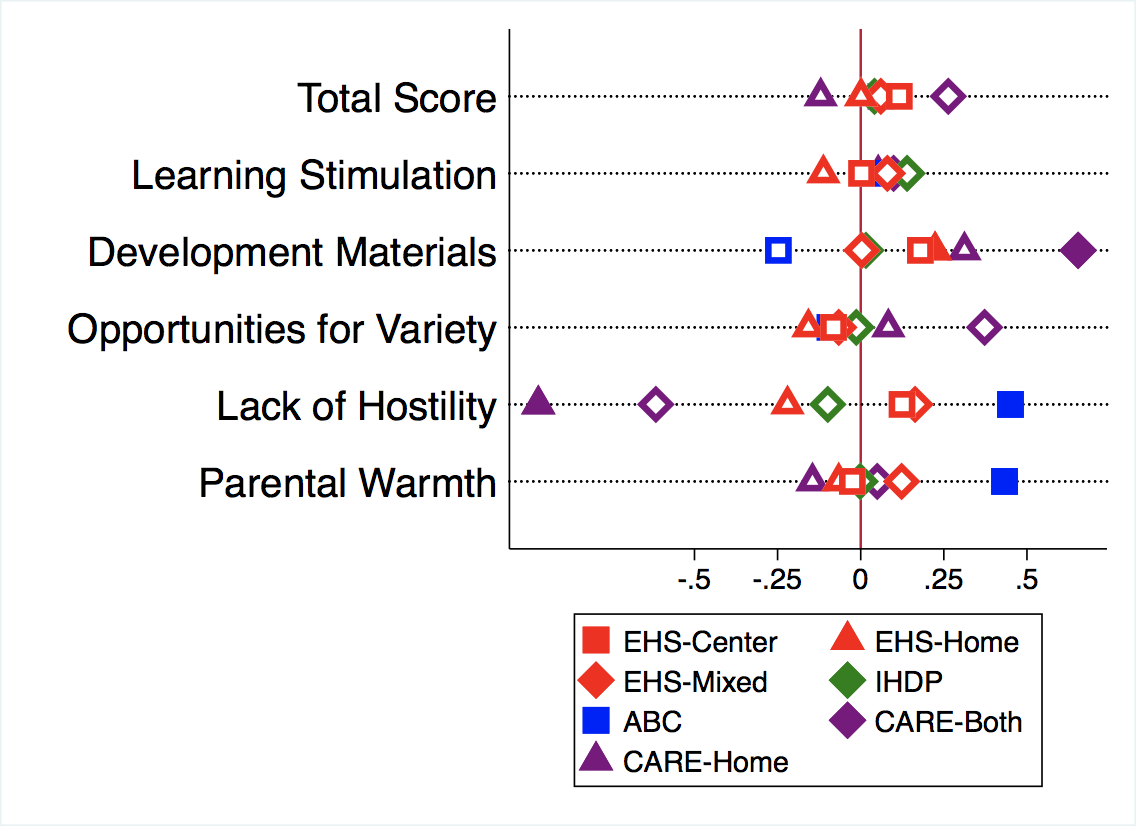 Total Score
Learning Stimulation
Development Materials
Opportunities for Variety
Lack of Hostility
Parental Warmth
-.5 -.25 0 .25 .5
EHS-Center EHS-Home
EHS-Mixed IHDP
ABC CARE-Both
CARE-Home